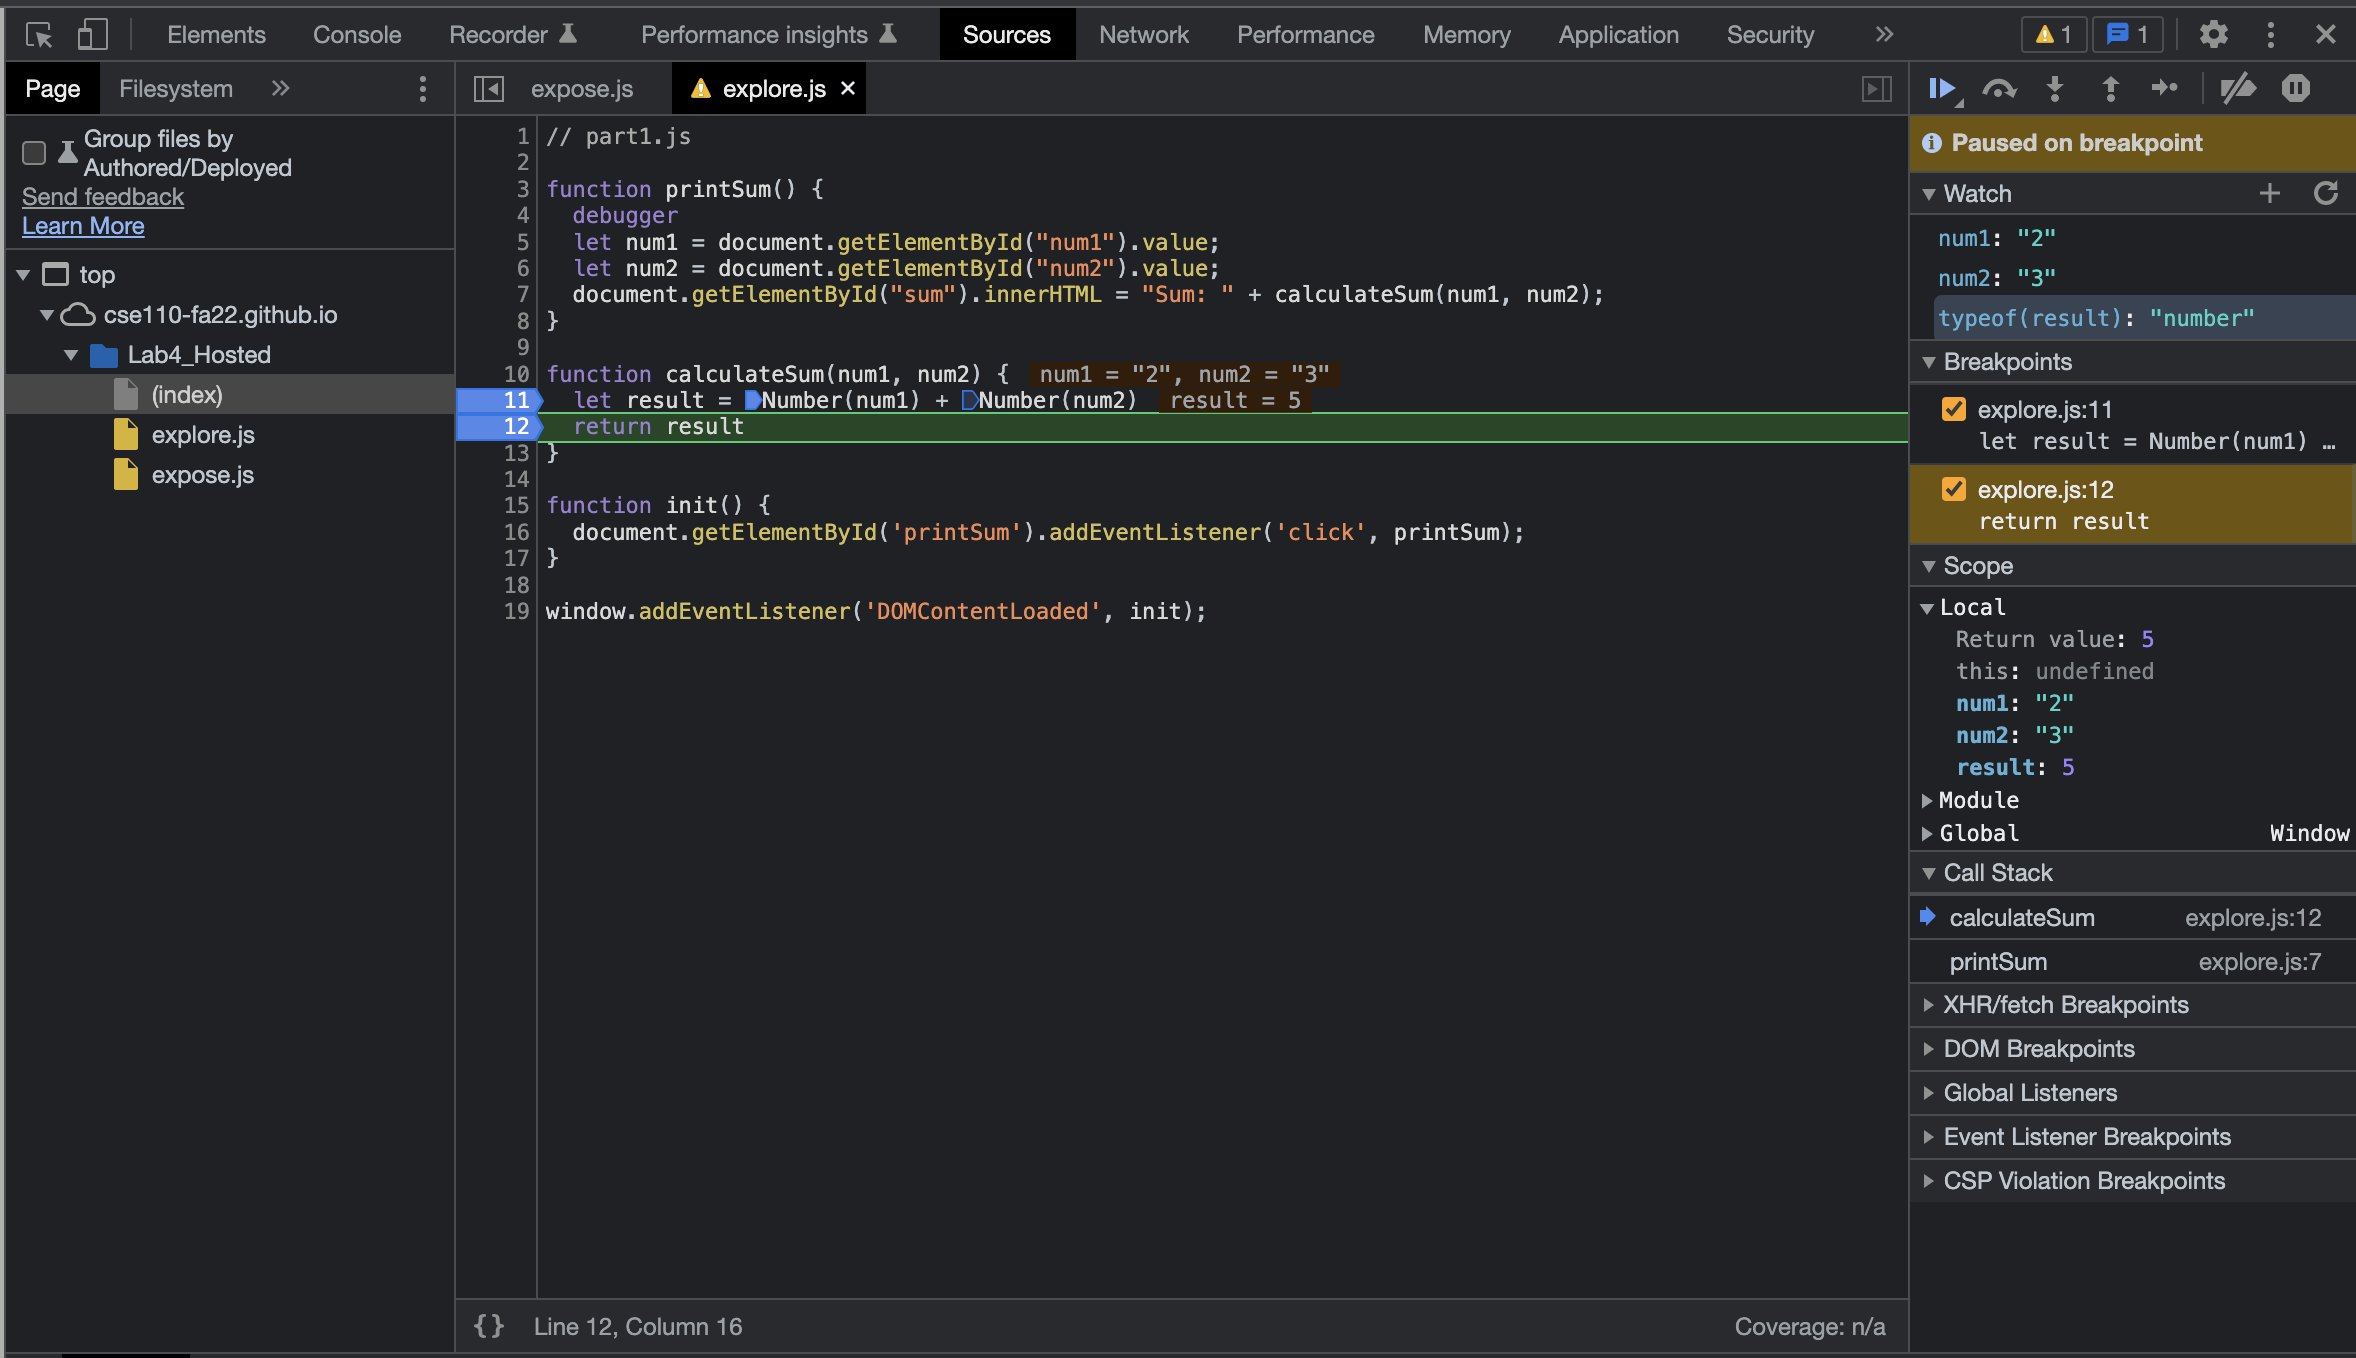 Elements Console Recorder Performance insights Sources Network Performance Memory Application Security » 1 1
Page Filesystem »
Group files by
Authored/Deployed
Send feedback
Learn More
top
cse110-fa22.github.io
Lab4_Hosted
(index)
explore.js
expose.js
expose.js explore.js ×
1 // part1.js
2
3 function printSum() {
4 debugger
5 let num1 = document.getElementById("num1").value;
6 let num2 = document.getElementById("num2").value;
7 document.getElementById("sum").innerHTML = "Sum: " + calculateSum(num1, num2);
8 }
9
10 function calculateSum(num1, num2) { num1 = "2", num2 = "3"
11 let result = Number(num1) + Number(num2) result = 5
12 return result
13 }
14
15 function init() {
16 document.getElementById('printSum').addEventListener('click', printSum);
17 }
18
19 window.addEventListener('DOMContentLoaded', init);
{} Line 12, Column 16 Coverage: n/a
Paused on breakpoint
Watch
num1: "2"
num2: "3"
typeof(result): "number"
Breakpoints
explore.js:11
let result = Number(num1) …
explore.js:12
return result
Scope
Local
Return value: 5
this: undefined
num1: "2"
num2: "3"
result: 5
Module
Global Window
Call Stack
calculateSum explore.js:12
printSum explore.js:7
XHR/fetch Breakpoints
DOM Breakpoints
Global Listeners
Event Listener Breakpoints
CSP Violation Breakpoints